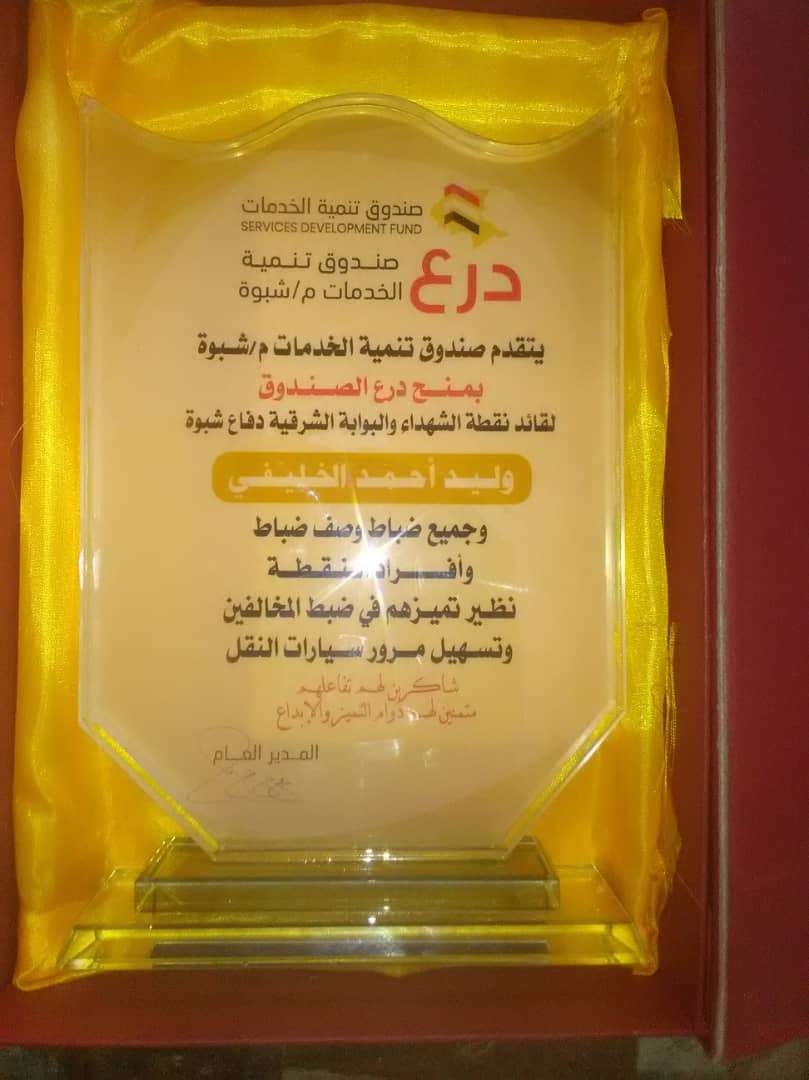 صندوق تنمية الخدمات
SERVICES DEVELOPMENT FUND
درع صندوق تنمية
الخدمات م/شبوة
يتقدم صندوق تنمية الخدمات م/شبوة
بمنح درع الصندوق
لقائد نقطة الشهداء والبوابة الشرقية دفاع شبوة
وليد أحمد الخليفي
وجميع ضباط وصف ضباط
وأفراد النقطة
نظير تميزهم في ضبط المخالفين
وتسهيل مرور سيارات النقل
شاكرين لهم تفاعلهم
متمنين لهم دوام التميز والإبداع
المدير العام